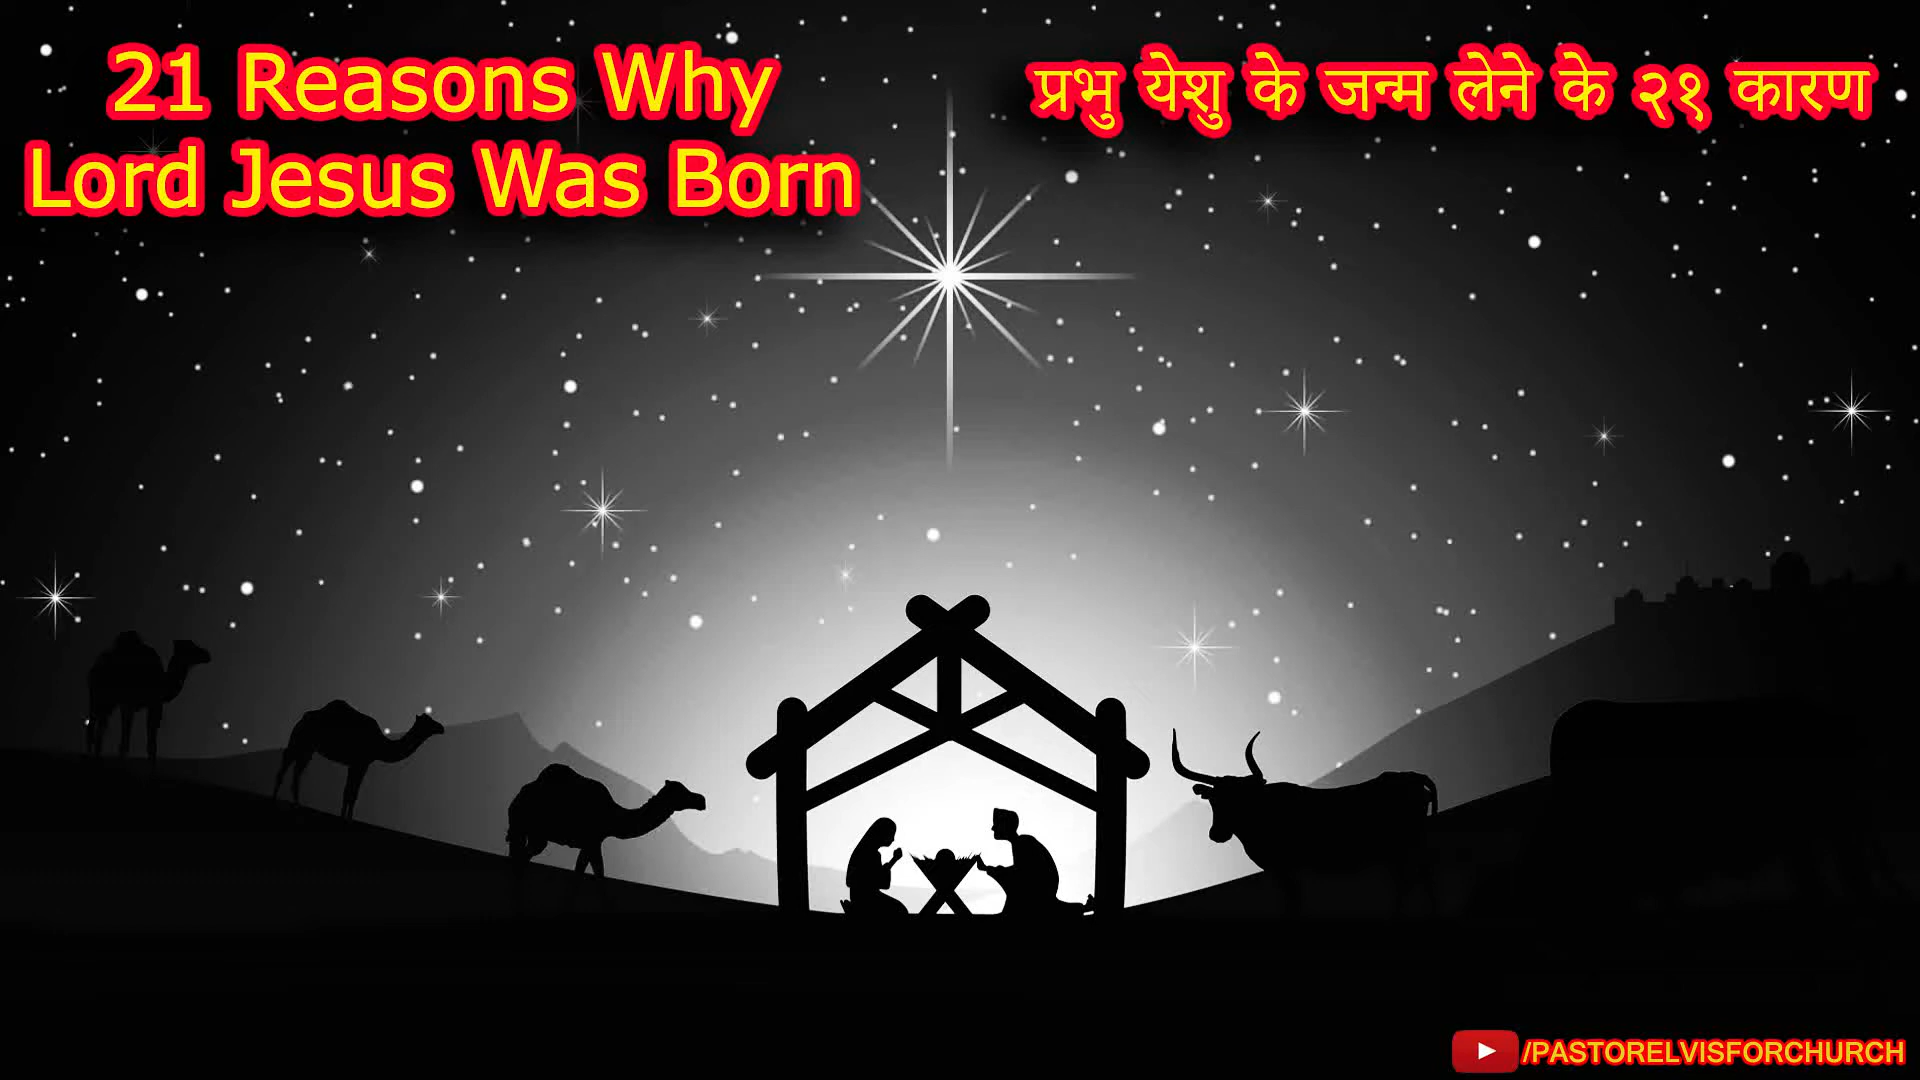 21 Reasons Why
Lord Jesus Was Born
प्रभु येशु के जन्म लेने के २१ कारण
/PASTORELVISFORCHURCH